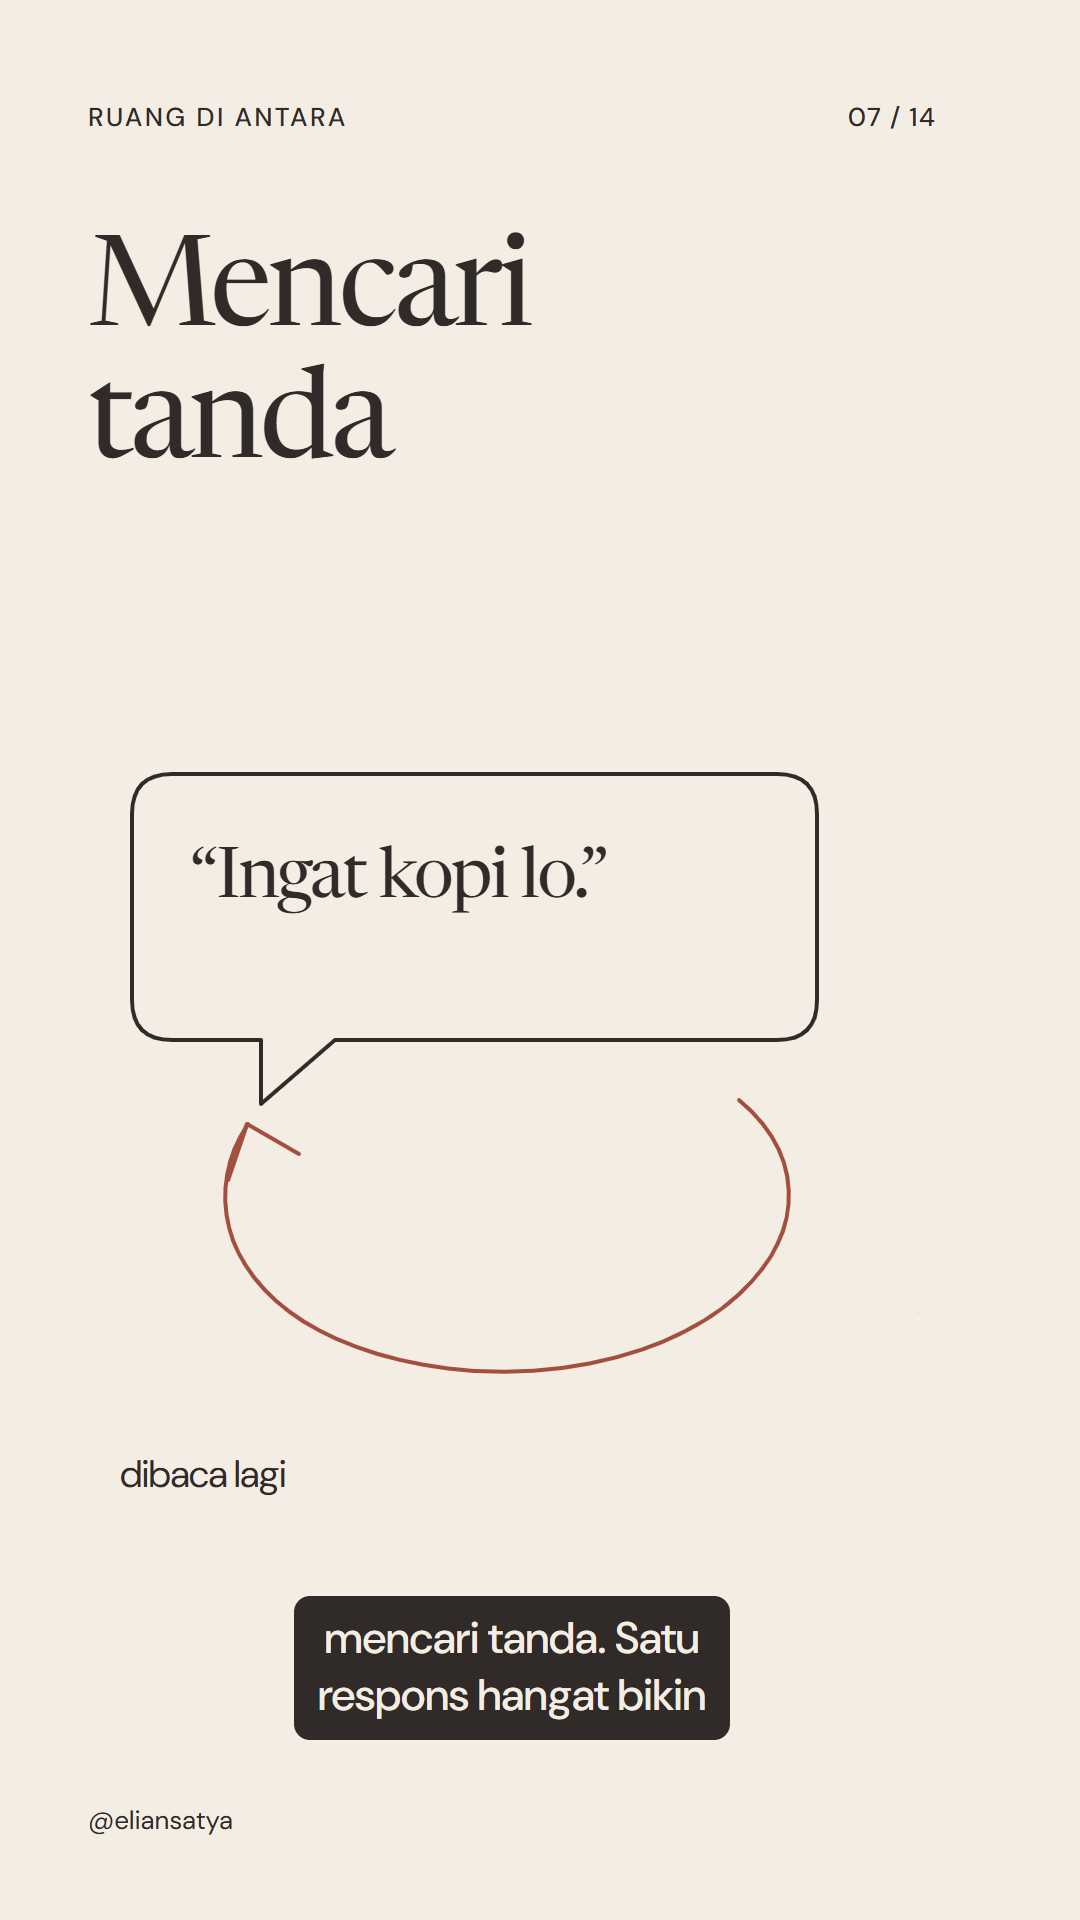 RUANG DI ANTARA
07 / 14
Mencari
tanda
“Ingat kopi lo.”
dibaca lagi
mencari tanda. Satu
respons hangat bikin
@eliansatya